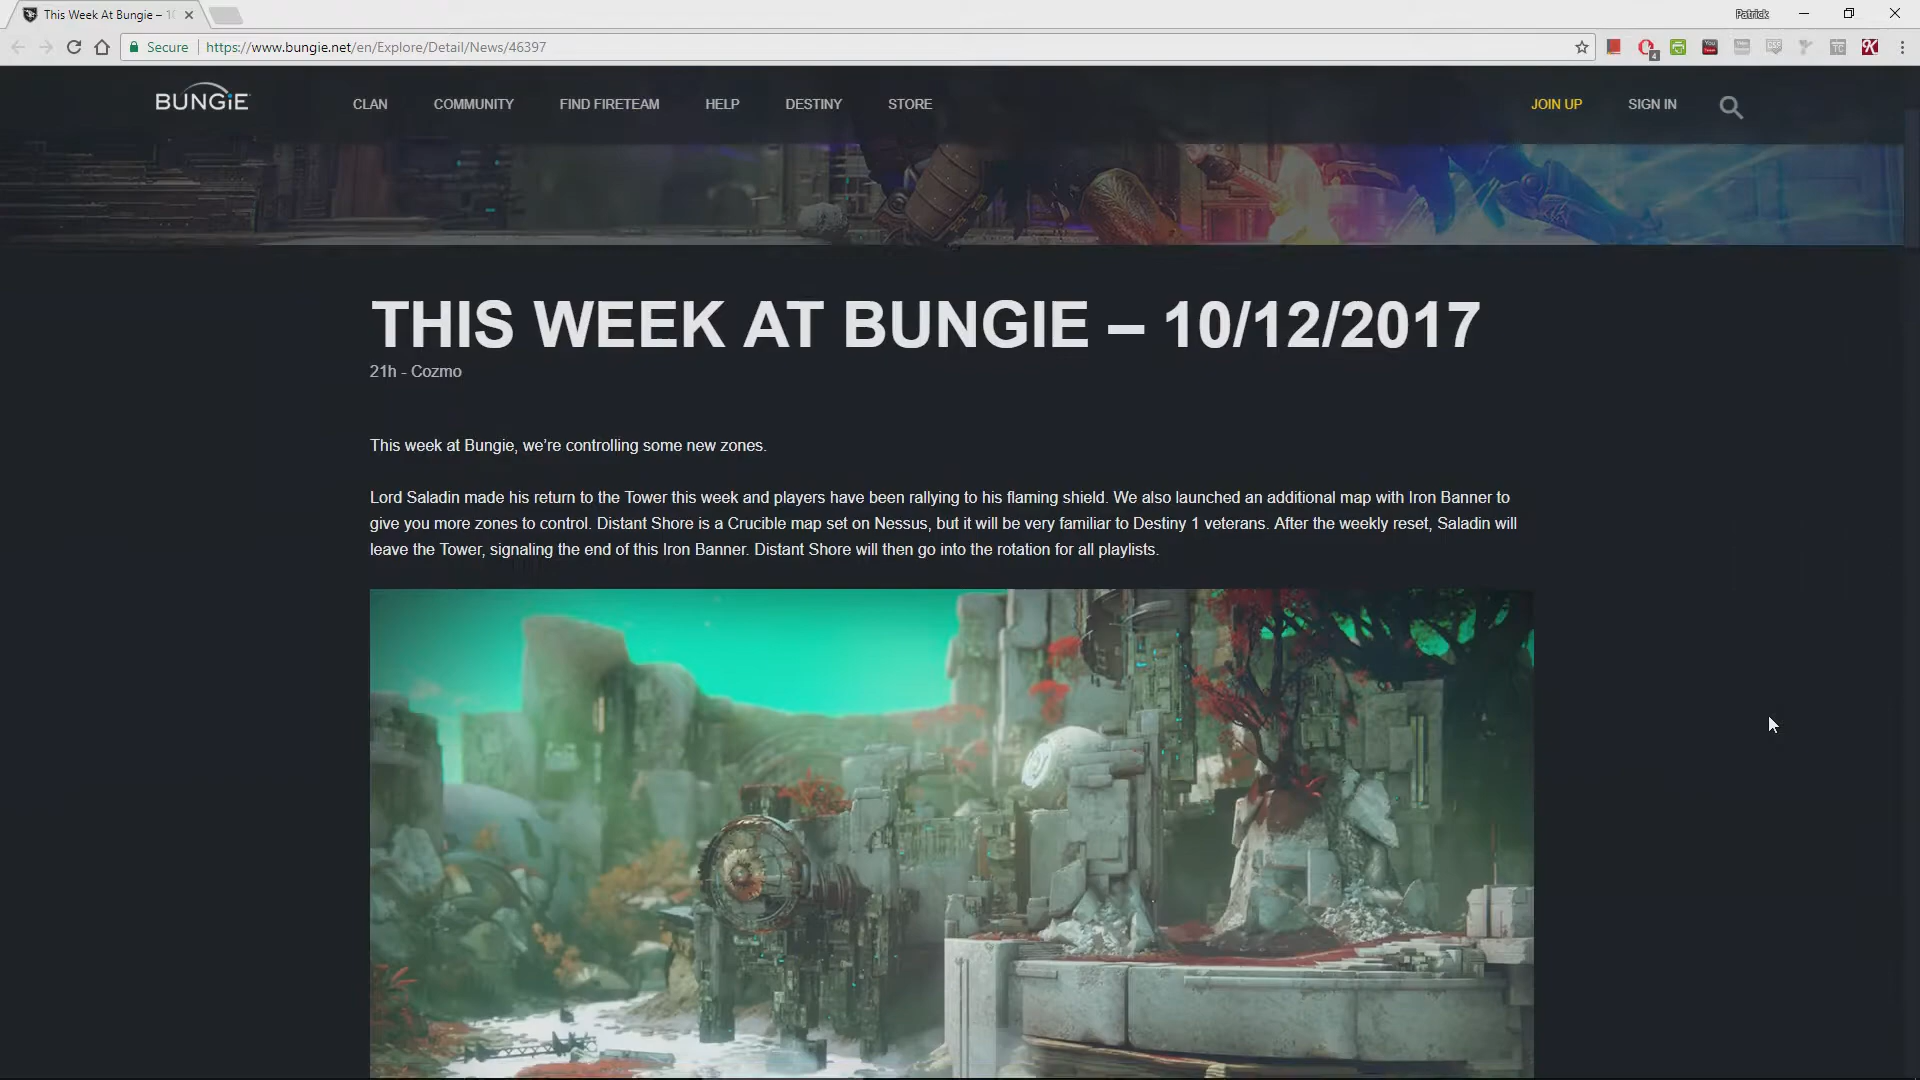 This Week At Bungie – 1
Patrick
Secure
https://www.bungie.net/en/Explore/Detail/News/46397
4
BUNGiE
CLAN
COMMUNITY
FIND FIRETEAM
HELP
DESTINY
STORE
JOIN UP
SIGN IN
THIS WEEK AT BUNGIE – 10/12/2017
21h - Cozmo
This week at Bungie, we’re controlling some new zones.
Lord Saladin made his return to the Tower this week and players have been rallying to his flaming shield. We also launched an additional map with Iron Banner to
give you more zones to control. Distant Shore is a Crucible map set on Nessus, but it will be very familiar to Destiny 1 veterans. After the weekly reset, Saladin will
leave the Tower, signaling the end of this Iron Banner. Distant Shore will then go into the rotation for all playlists.